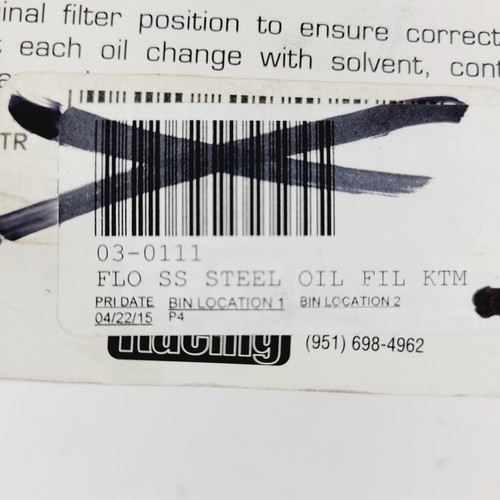 inal filter position to ensure correct
each oil change with solvent, cont
TR
03-0111
FLO SS STEEL OIL FIL KTM
PRI DATE BIN LOCATION 1 BIN LOCATION 2
04/22/15 P4
Racing (951) 698-4962